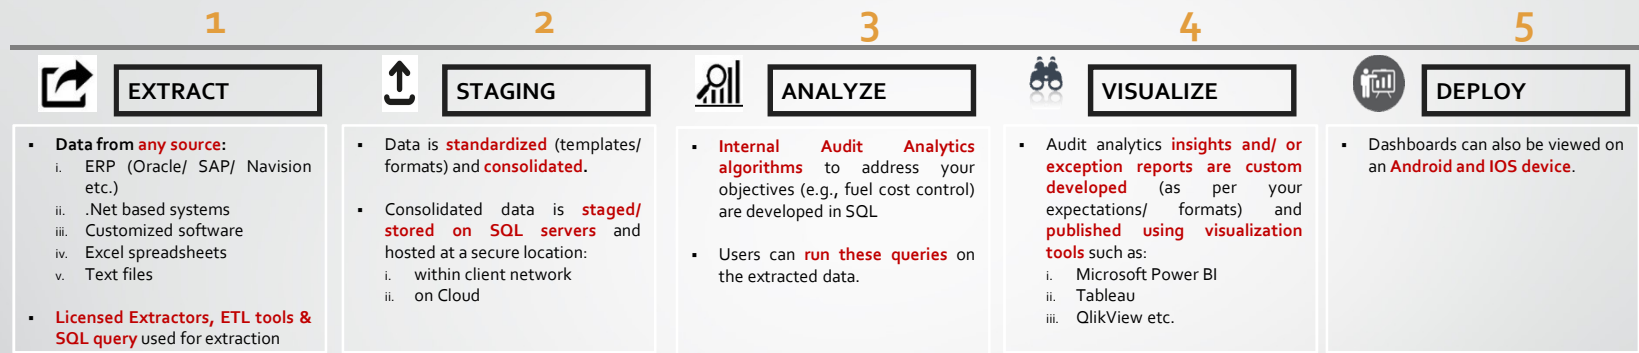 1
EXTRACT
▪ Data from any source:
i. ERP (Oracle/ SAP/ Navision
etc.)
ii. .Net based systems
iii. Customized software
iv. Excel spreadsheets
v. Text files
▪ Licensed Extractors, ETL tools &
SQL query used for extraction
2
STAGING
▪ Data is standardized (templates/
formats) and consolidated.
▪ Consolidated data is staged/
stored on SQL servers and
hosted at a secure location:
i. within client network
ii. on Cloud
3
ANALYZE
▪ Internal Audit Analytics
algorithms to address your
objectives (e.g., fuel cost control)
are developed in SQL
▪ Users can run these queries on
the extracted data.
4
VISUALIZE
▪ Audit analytics insights and/ or
exception reports are custom
developed (as per your
expectations/ formats) and
published using visualization
tools such as:
i. Microsoft Power BI
ii. Tableau
iii. QlikView etc.
5
DEPLOY
▪ Dashboards can also be viewed on
an Android and IOS device.